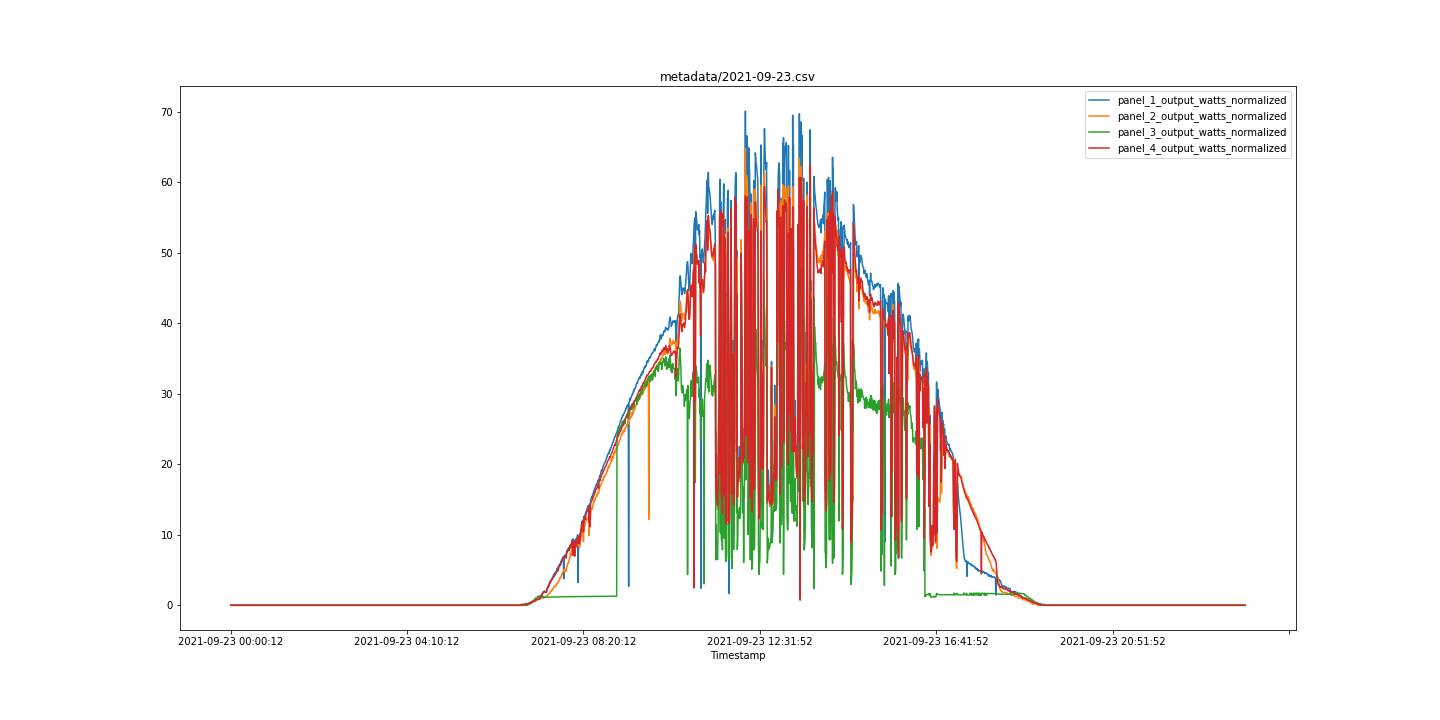 metadata/2021-09-23.csv
panel_1_output_watts_normalized
panel_2_output_watts_normalized
panel_3_output_watts_normalized
panel_4_output_watts_normalized
70
60
50
40
30
20
10
0
2021-09-23 00:00:12 2021-09-23 04:10:12 2021-09-23 08:20:12 2021-09-23 12:31:52 2021-09-23 16:41:52 2021-09-23 20:51:52
Timestamp